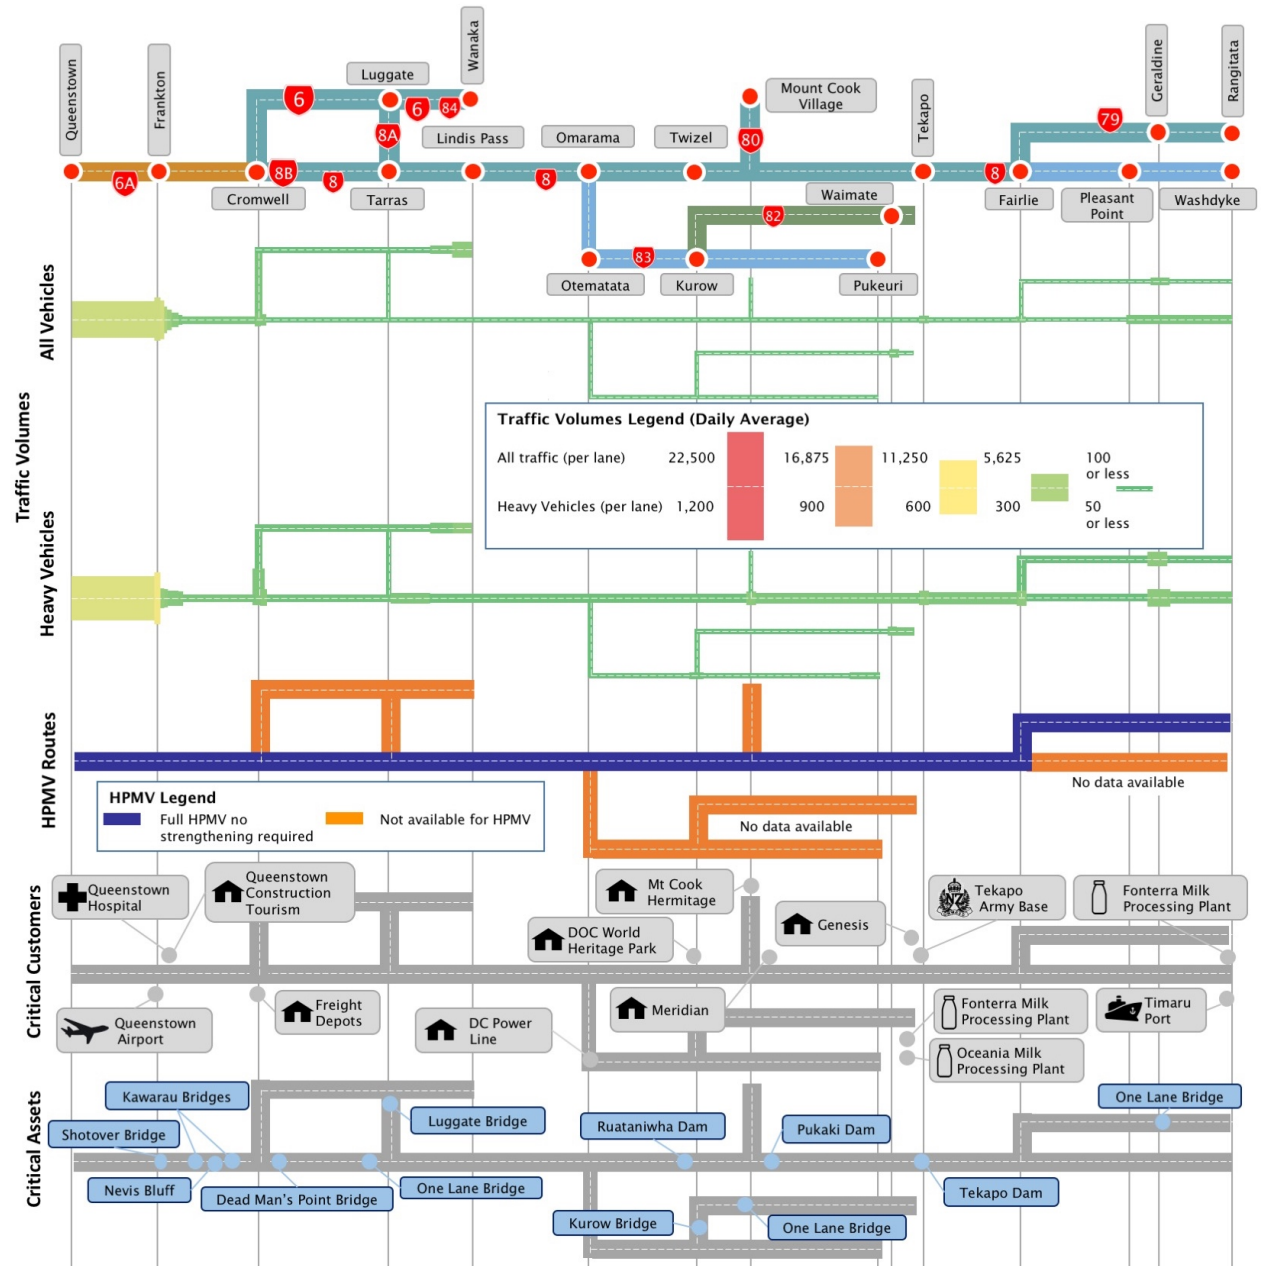 Queenstown
Frankton
Luggate
Wanaka
Lindis Pass
Omarama
Twizel
Mount Cook
Village
Tekapo
Geraldine
Rangitata
6
6
84
8A
80
79
6A
8B
8
8
8
Cromwell
Tarras
Waimate
Fairlie
Pleasant
Point
Washdyke
82
83
Otematata
Kurow
Pukeuri
Traffic Volumes
All Vehicles
Traffic Volumes Legend (Daily Average)
All traffic (per lane)
22,500
16,875
11,250
5,625
100
or less
Heavy Vehicles (per lane)
1,200
900
600
300
50
or less
Heavy Vehicles
HPMV Routes
No data available
HPMV Legend
Full HPMV no
strengthening required
Not available for HPMV
No data available
Critical Customers
Queenstown
Hospital
Queenstown
Construction
Tourism
Mt Cook
Hermitage
DOC World
Heritage Park
Genesis
NZ
Tekapo
Army Base
Fonterra Milk
Processing Plant
Queenstown
Airport
Freight
Depots
DC Power
Line
Meridian
Fonterra Milk
Processing Plant
Timaru
Port
Oceania Milk
Processing Plant
Critical Assets
Kawarau Bridges
Shotover Bridge
Luggate Bridge
Ruataniwha Dam
Pukaki Dam
One Lane Bridge
Nevis Bluff
Dead Man's Point Bridge
One Lane Bridge
Tekapo Dam
Kurow Bridge
One Lane Bridge